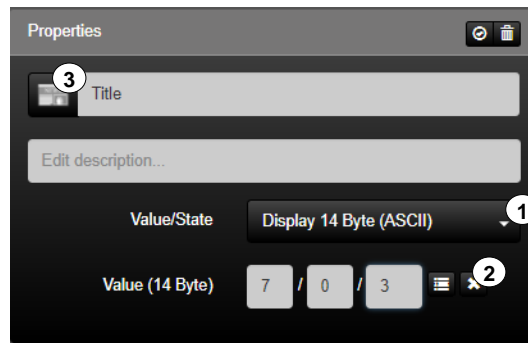 Properties
3
Title
Edit description...
Value/State Display 14 Byte (ASCII) 1
Value (14 Byte) 7 / 0 / 3 2